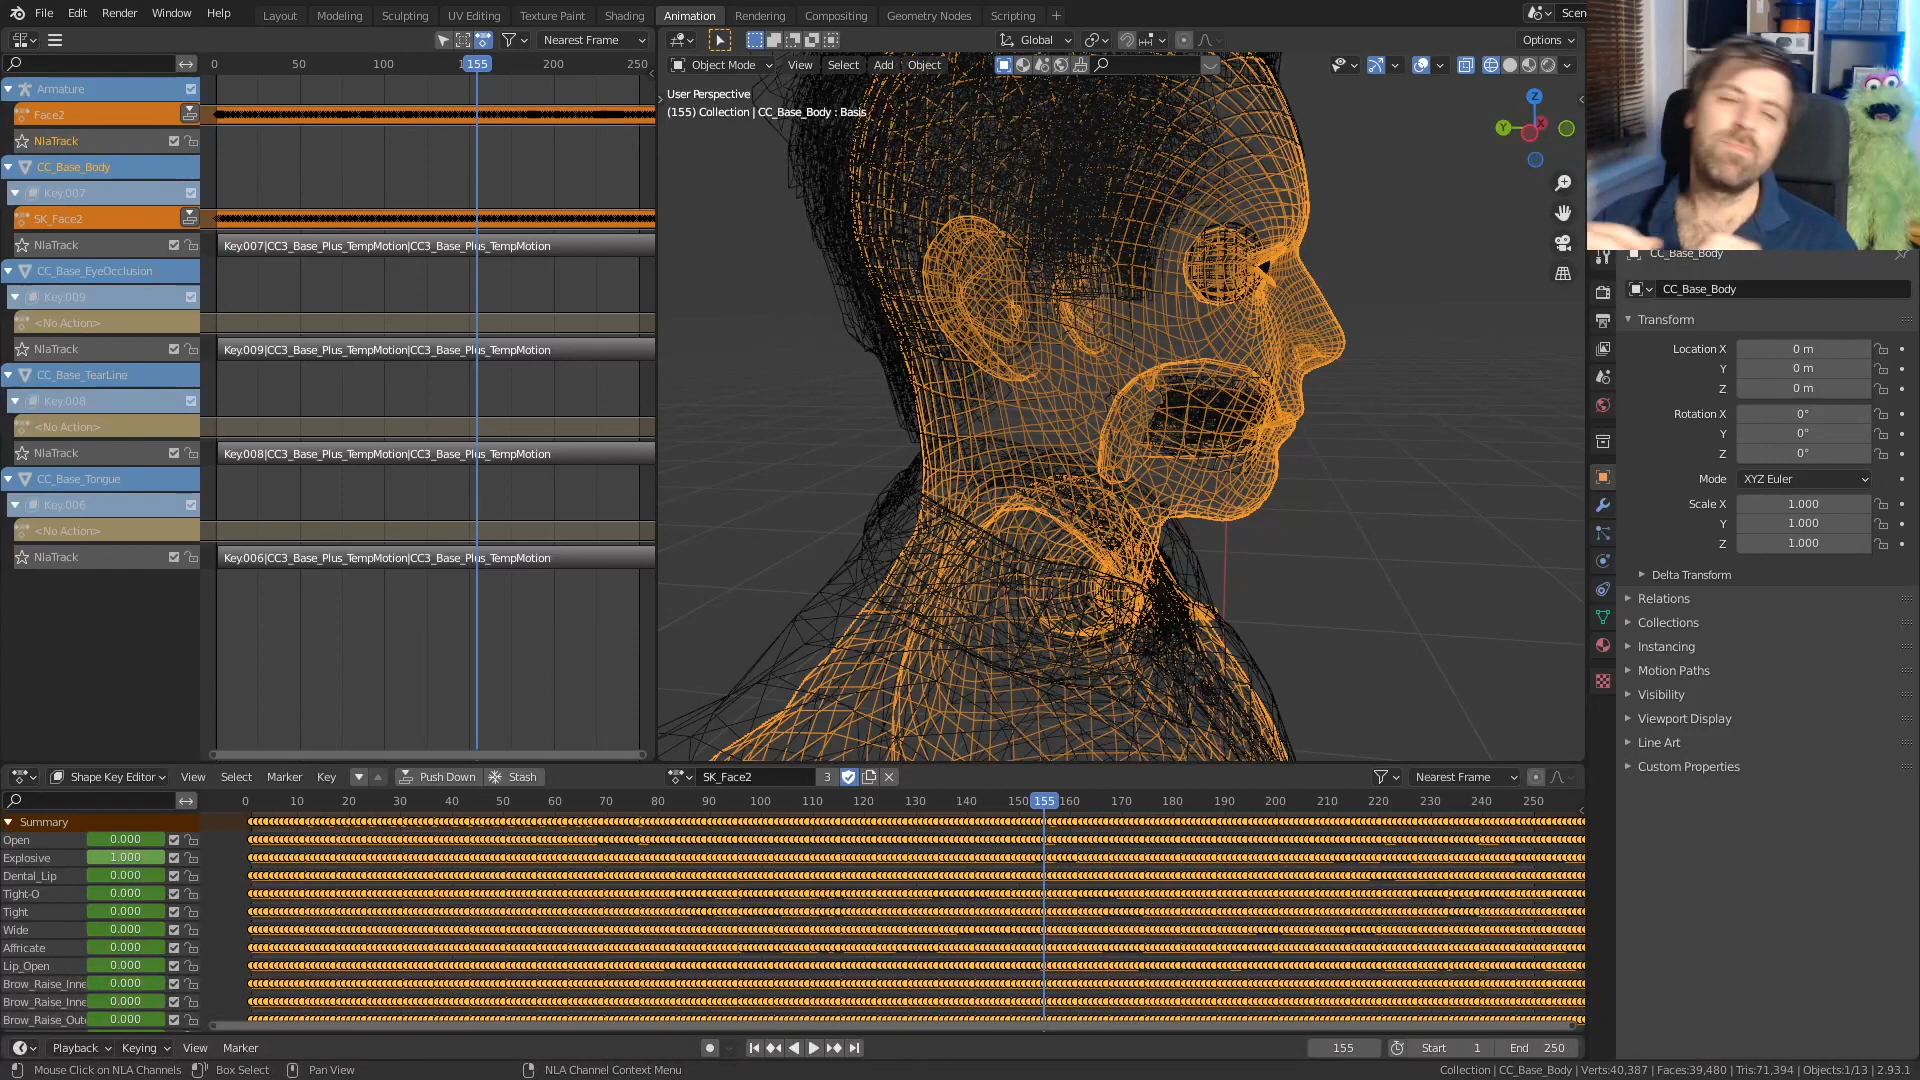 File Edit Render Window Help Layout Modeling Sculpting UV Editing Texture Paint Shading Animation Rendering Compositing Geometry Nodes Scripting + Scen
Nearest Frame Global Options
0 50 100 155 200 250 Object Mode View Select Add Object
Armature
Face2
NlaTrack
CC_Base_Body
Key.007
SK_Face2
NlaTrack Key.007|CC3_Base_Plus_TempMotion|CC3_Base_Plus_TempMotion
CC_Base_EyeOcclusion
Key.009
<No Action>
NlaTrack Key.009|CC3_Base_Plus_TempMotion|CC3_Base_Plus_TempMotion
CC_Base_TearLine
Key.008
<No Action>
NlaTrack Key.008|CC3_Base_Plus_TempMotion|CC3_Base_Plus_TempMotion
CC_Base_Tongue
Key.006
<No Action>
NlaTrack Key.006|CC3_Base_Plus_TempMotion|CC3_Base_Plus_TempMotion
User Perspective
(155) Collection | CC_Base_Body : Basis
Z
Y X
CC_Base_Body
CC_Base_Body
Transform
Location X 0 m
Y 0 m
Z 0 m
Rotation X 0°
Y 0°
Z 0°
Mode XYZ Euler
Scale X 1.000
Y 1.000
Z 1.000
Delta Transform
Relations
Collections
Instancing
Motion Paths
Visibility
Viewport Display
Line Art
Custom Properties
Shape Key Editor View Select Marker Key Push Down Stash SK_Face2 3 Nearest Frame
0 10 20 30 40 50 60 70 80 90 100 110 120 130 140 150 155 160 170 180 190 200 210 220 230 240 250
Summary
Open 0.000
Explosive 1.000
Dental_Lip 0.000
Tight-O 0.000
Tight 0.000
Wide 0.000
Affricate 0.000
Lip_Open 0.000
Brow_Raise_Inne 0.000
Brow_Raise_Inne 0.000
Brow_Raise_Oute 0.000
Playback Keying View Marker 155 Start 1 End 250
Mouse Click on NLA Channels Box Select Pan View NLA Channel Context Menu Collection | CC_Base_Body | Verts:40,387 | Faces:39,480 | Tris:71,394 | Objects:1/13 | 2.93.1